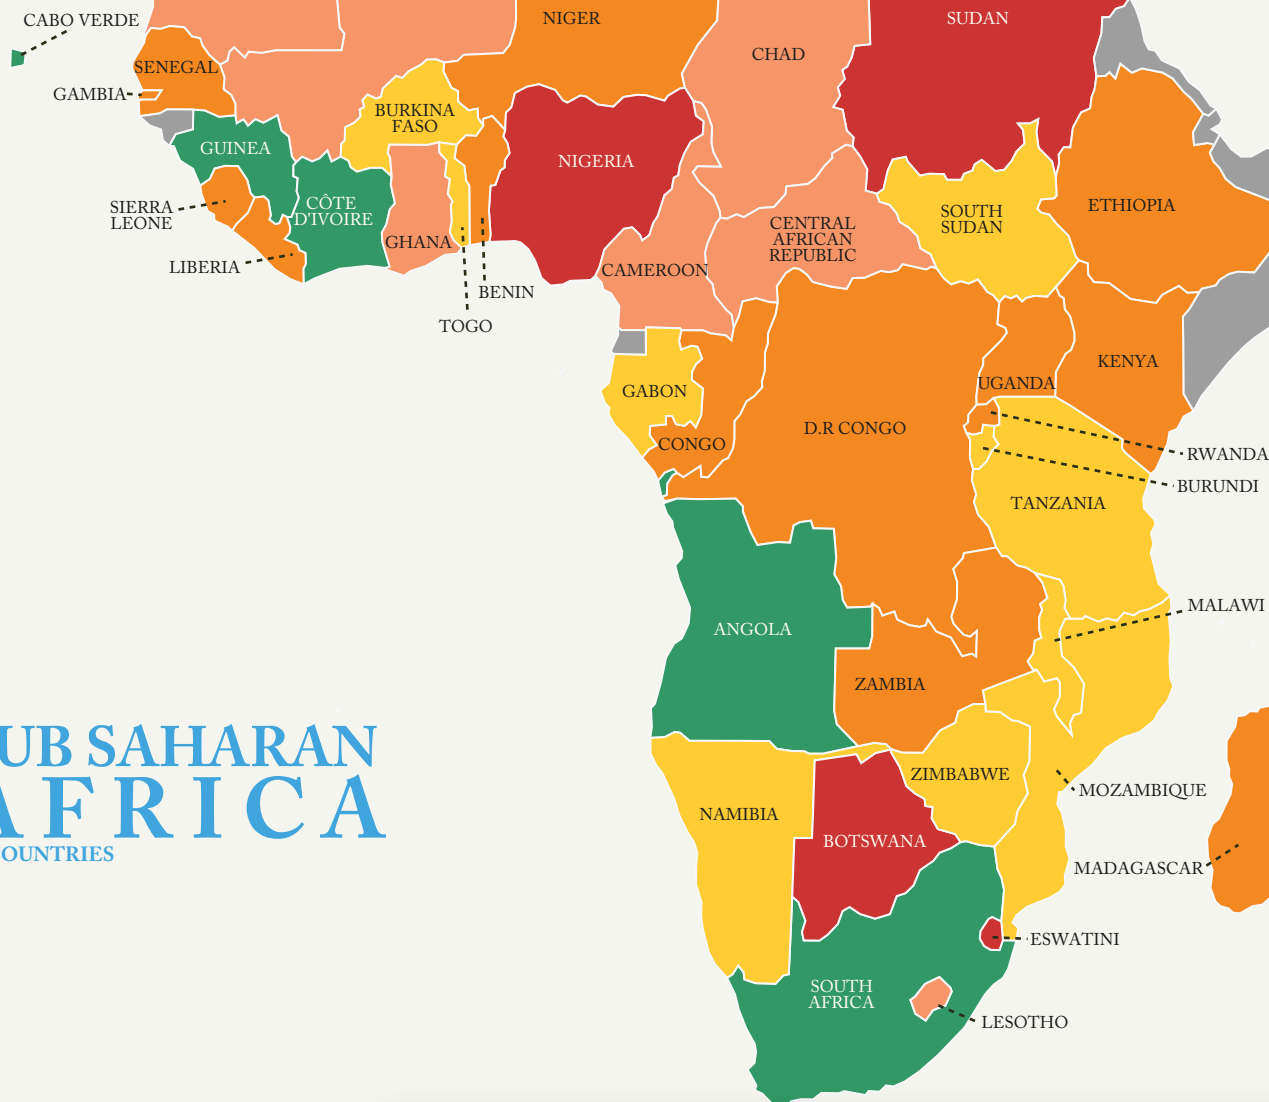 CABO VERDE
NIGER
SUDAN
CHAD
SENEGAL
GAMBIA
BURKINA
FASO
GUINEA
NIGERIA
CÔTE
D'IVOIRE
SIERRA
LEONE
GHANA
LIBERIA
BENIN
TOGO
CAMEROON
CENTRAL
AFRICAN
REPUBLIC
SOUTH
SUDAN
ETHIOPIA
KENYA
UGANDA
GABON
CONGO
D.R CONGO
RWANDA
BURUNDI
TANZANIA
MALAWI
ANGOLA
ZAMBIA
UB SAHARAN
AFRICA
OUNTRIES
ZIMBABWE
MOZAMBIQUE
NAMIBIA
BOTSWANA
MADAGASCAR
ESWATINI
SOUTH
AFRICA
LESOTHO